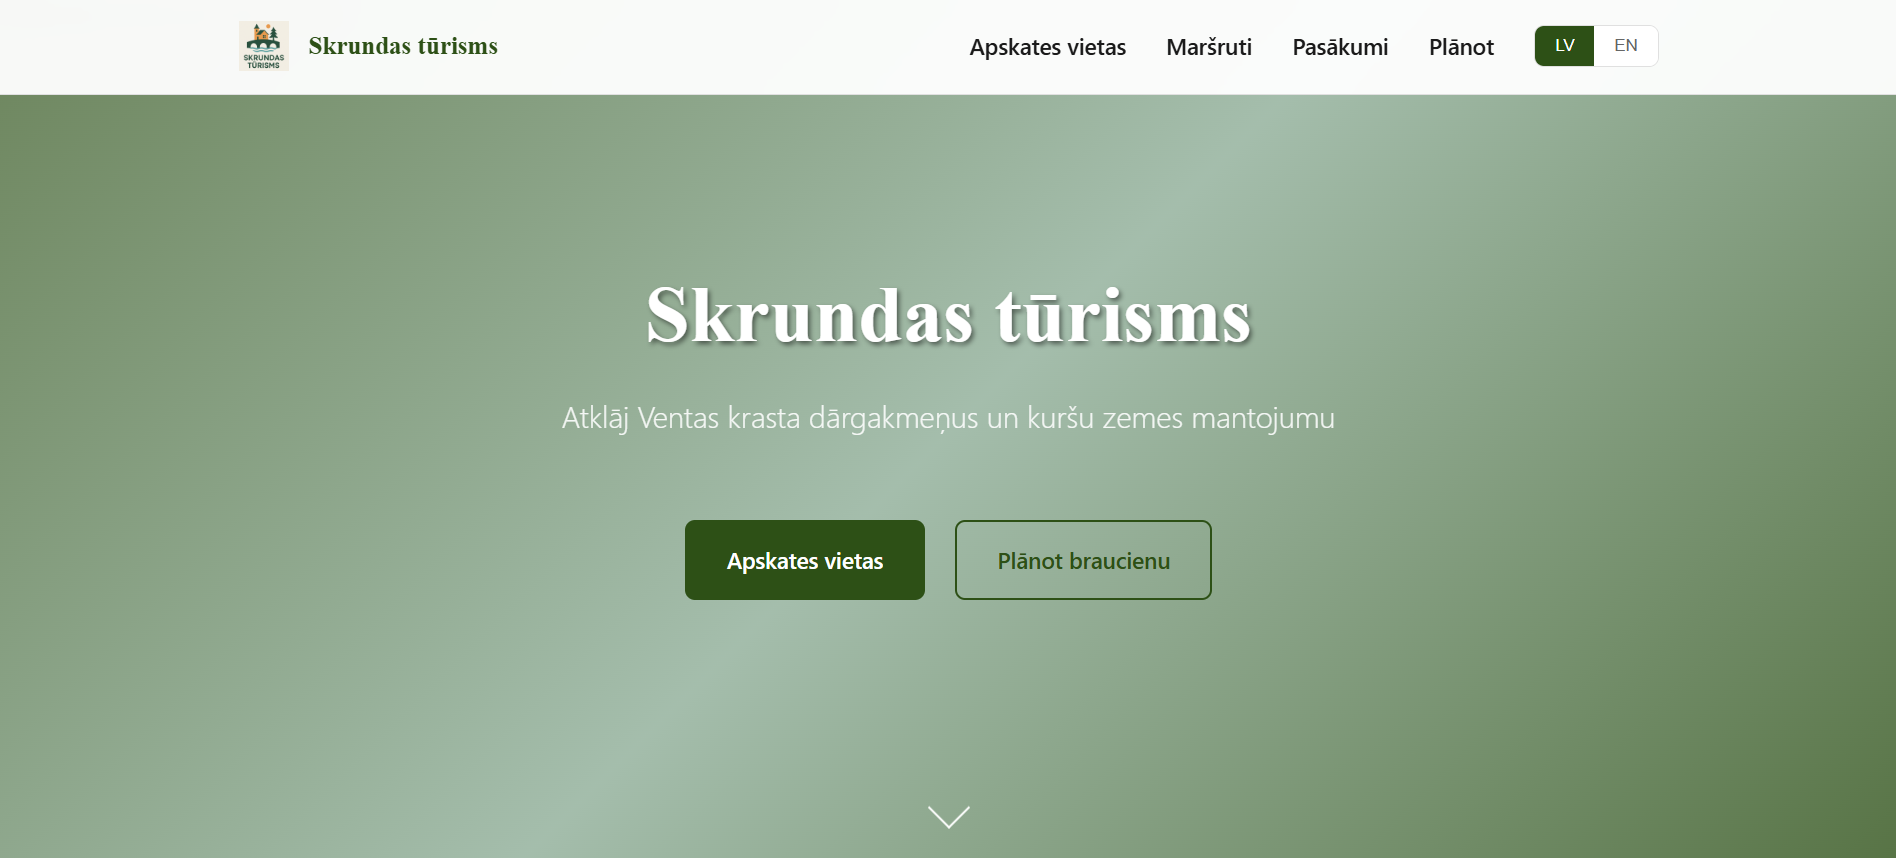 SKRUNDAS
TŪRISMS
Skrundas tūrisms
Apskates vietas
Maršruti
Pasākumi
Plānot
LV
EN
Skrundas tūrisms
Atklāj Ventas krasta dārgakmeņus un kuršu zemes mantojumu
Apskates vietas
Plānot braucienu